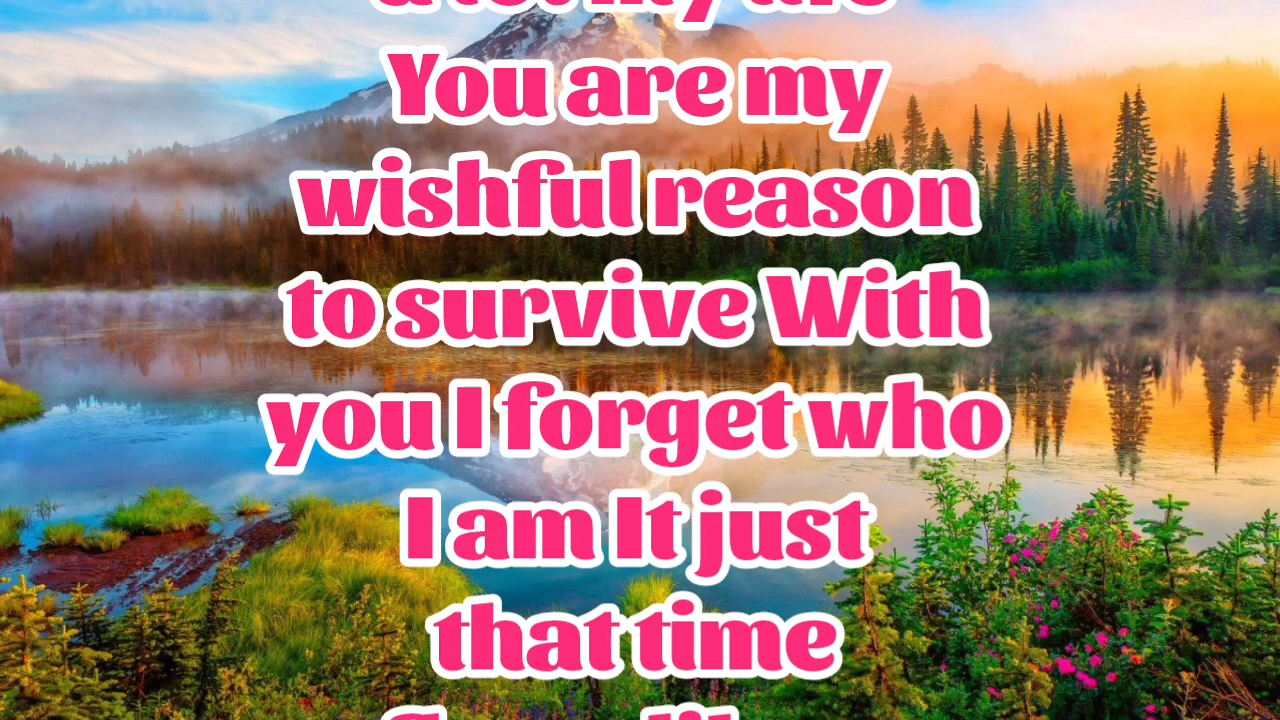 You are my
wishful reason
to survive With
you I forget who
I am It just
that time